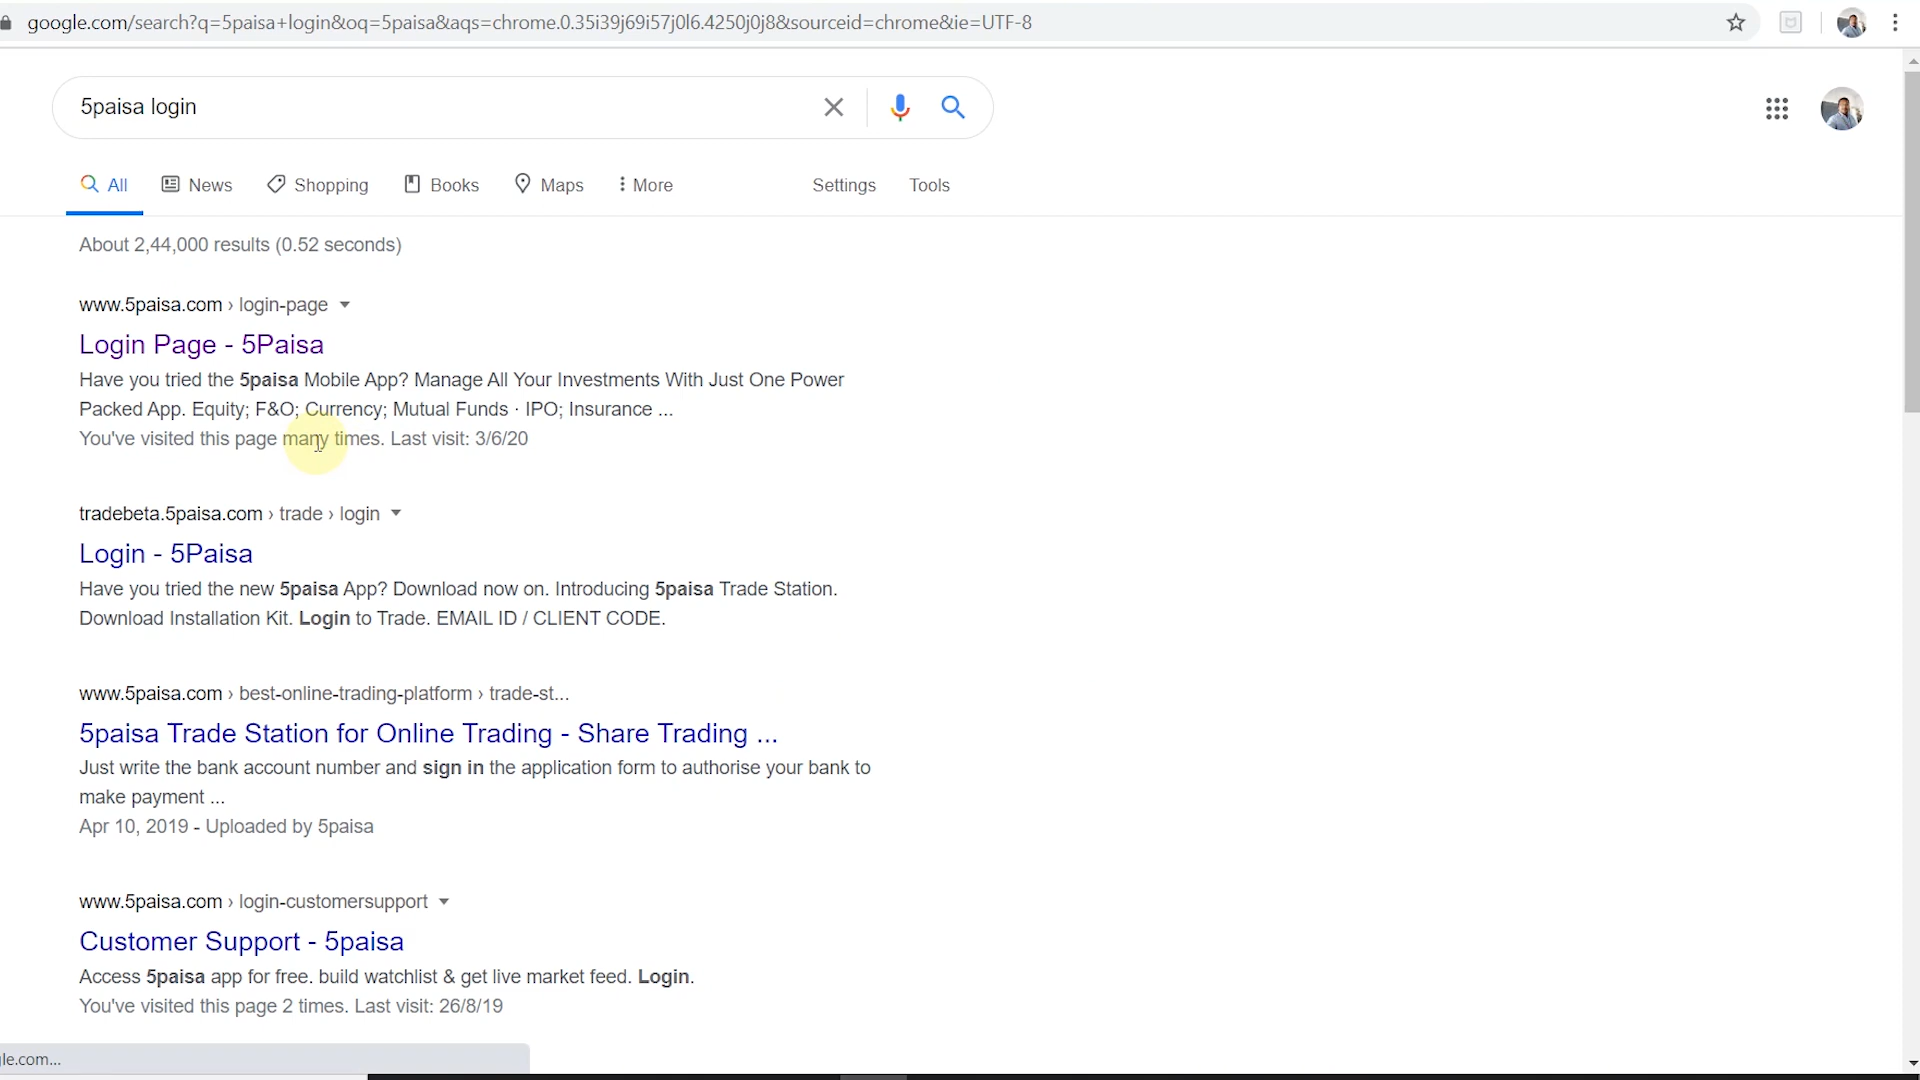 google.com/search?q=5paisa+login&oq=5paisa&aqs=chrome.0.35i39j69i57j0l6.4250j0j8&sourceid=chrome&ie=UTF-8
5paisa login
All News Shopping Books Maps More Settings Tools
About 2,44,000 results (0.52 seconds)
www.5paisa.com › login-page
Login Page - 5Paisa
Have you tried the 5paisa Mobile App? Manage All Your Investments With Just One Power
Packed App. Equity; F&O; Currency; Mutual Funds · IPO; Insurance ...
You've visited this page many times. Last visit: 3/6/20
tradebeta.5paisa.com › trade › login
Login - 5Paisa
Have you tried the new 5paisa App? Download now on. Introducing 5paisa Trade Station.
Download Installation Kit. Login to Trade. EMAIL ID / CLIENT CODE.
www.5paisa.com › best-online-trading-platform › trade-st...
5paisa Trade Station for Online Trading - Share Trading ...
Just write the bank account number and sign in the application form to authorise your bank to
make payment ...
Apr 10, 2019 - Uploaded by 5paisa
www.5paisa.com › login-customersupport
Customer Support - 5paisa
Access 5paisa app for free. build watchlist & get live market feed. Login.
You've visited this page 2 times. Last visit: 26/8/19
le.com...